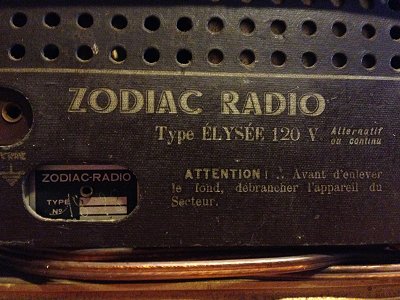 ZODIAC RADIO
Type ÉLYSÉE 120 V Alternatif
ou continu
ZODIAC-RADIO
TYPE
N°
ATTENTION! ∴ Avant d'enlever
le fond, débrancher l'appareil du
Secteur.